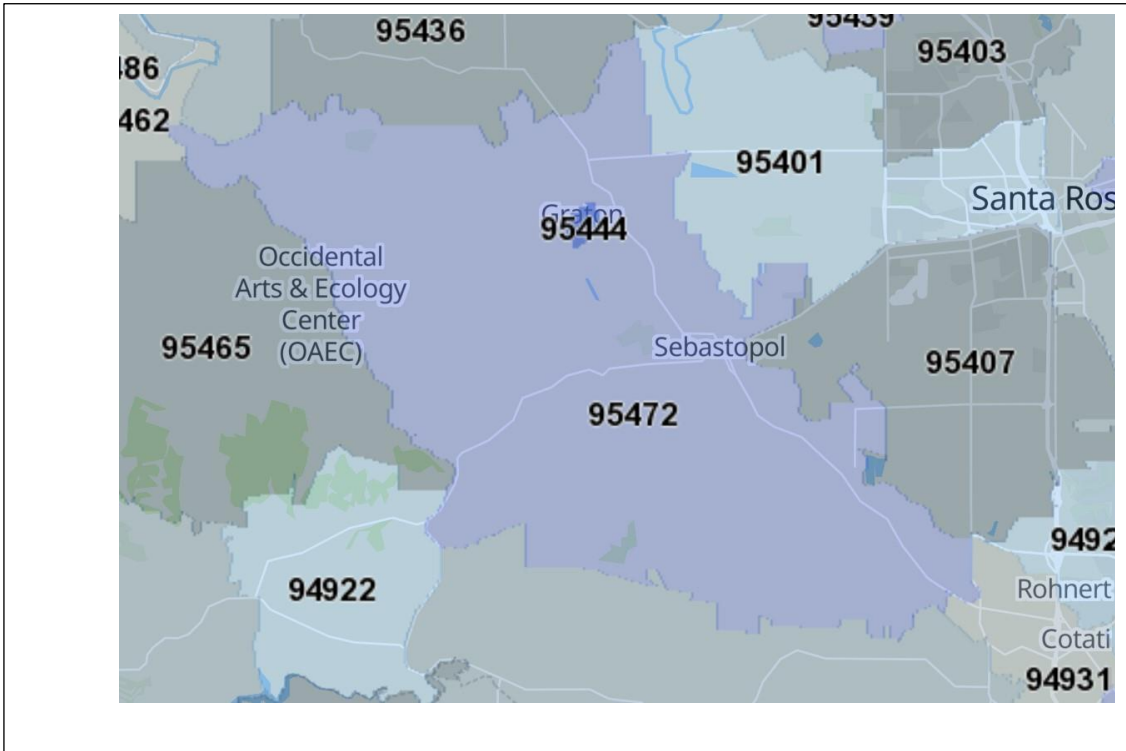 95436
95439
95403
486
462
95401
Santa Ros
Graton
95444
Occidental
Arts & Ecology
Center
(OAEC)
95465
Sebastopol
95407
95472
9492
94922
Rohnert
Cotati
94931